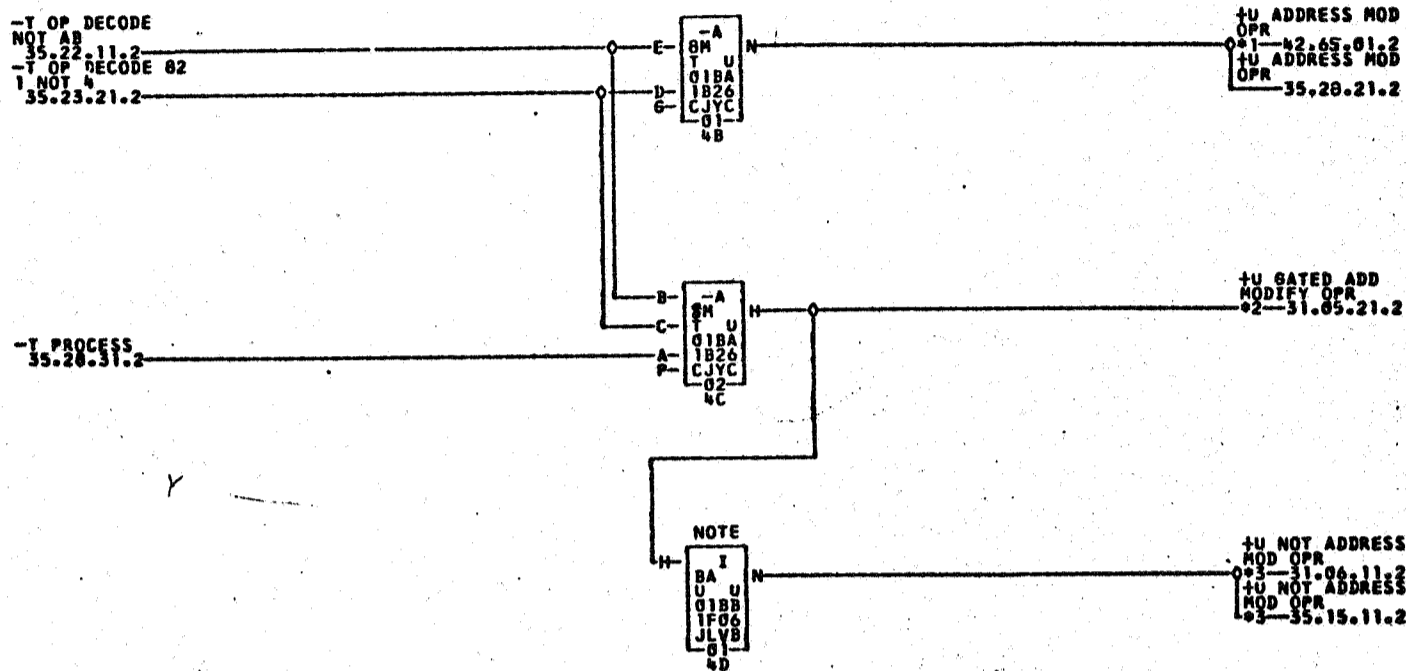 -T OP DECODE
NOT AB
35.22.11.2
-T OP DECODE 82
1 NOT 4
35.23.21.2
E
D
G
-A
8M N
T U
01BA
1B26
CJYC
01
4B
+U ADDRESS MOD
OPR
*1 42.65.01.2
+U ADDRESS MOD
OPR
35.20.21.2
B
C
-T PROCESS
35.20.31.2
A
P
-A
H
T U
01BA
1B26
CJYC
02
4C
+U GATED ADD
MODIFY OPR
*2 31.05.21.2
Y
NOTE
H
I
BA N
U U
01BB
1F06
JLVB
01
4D
+U NOT ADDRESS
MOD OPR
*3 31.06.11.2
+U NOT ADDRESS
MOD OPR
*3 35.15.11.2